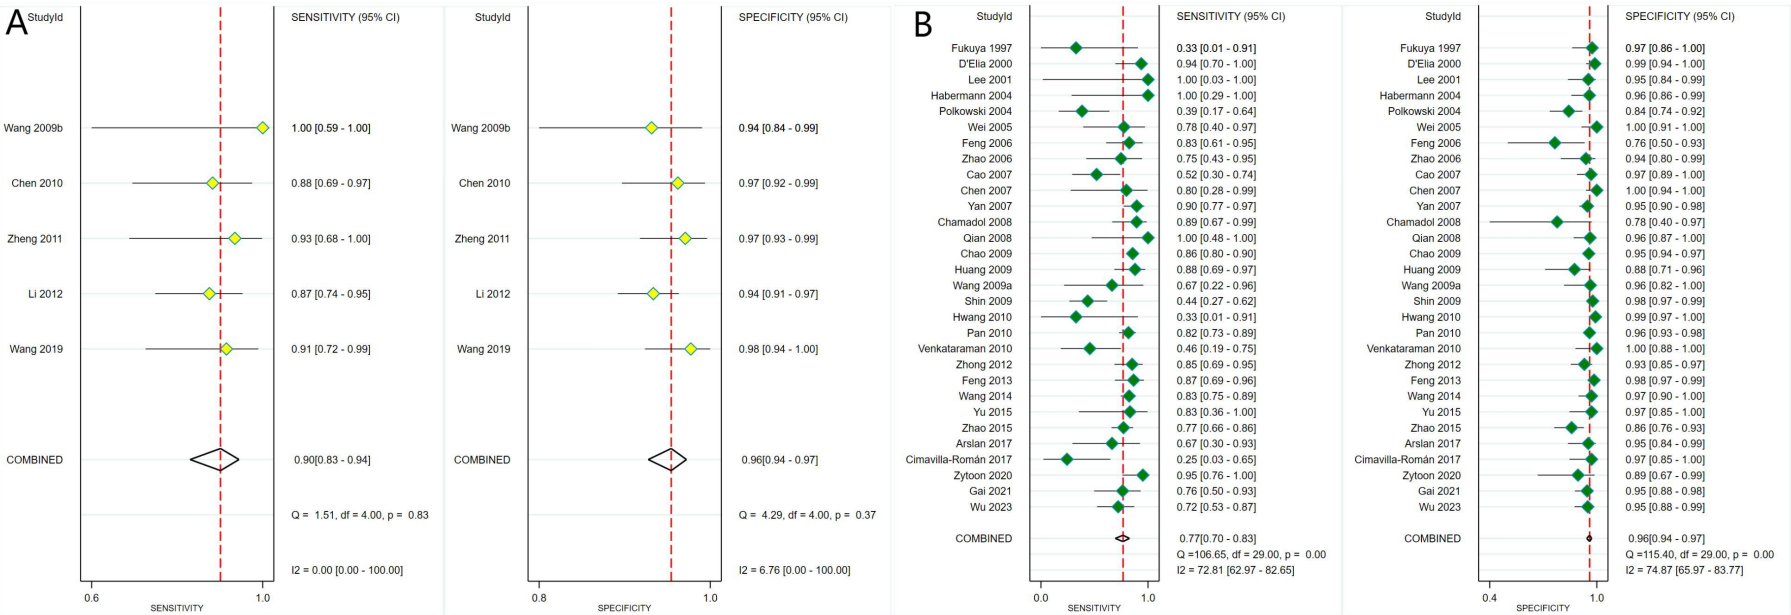 A
StudyId SENSITIVITY (95% CI)
Wang 2009b 1.00 [0.59 - 1.00]
Chen 2010 0.88 [0.69 - 0.97]
Zheng 2011 0.93 [0.68 - 1.00]
Li 2012 0.87 [0.74 - 0.95]
Wang 2019 0.91 [0.72 - 0.99]
COMBINED 0.90[0.83 - 0.94]
Q = 1.51, df = 4.00, p = 0.83
I2 = 0.00 [0.00 - 100.00]
0.6 1.0
SENSITIVITY
StudyId SPECIFICITY (95% CI)
Wang 2009b 0.94 [0.84 - 0.99]
Chen 2010 0.97 [0.92 - 0.99]
Zheng 2011 0.97 [0.93 - 0.99]
Li 2012 0.94 [0.91 - 0.97]
Wang 2019 0.98 [0.94 - 1.00]
COMBINED 0.96[0.94 - 0.97]
Q = 4.29, df = 4.00, p = 0.37
I2 = 6.76 [0.00 - 100.00]
0.8 1.0
SPECIFICITY
B
StudyId SENSITIVITY (95% CI)
Fukuya 1997 0.33 [0.01 - 0.91]
D'Elia 2000 0.94 [0.70 - 1.00]
Lee 2001 1.00 [0.03 - 1.00]
Habermann 2004 1.00 [0.29 - 1.00]
Polkowski 2004 0.39 [0.17 - 0.64]
Wei 2005 0.78 [0.40 - 0.97]
Feng 2006 0.83 [0.61 - 0.95]
Zhao 2006 0.75 [0.43 - 0.95]
Cao 2007 0.52 [0.30 - 0.74]
Chen 2007 0.80 [0.28 - 0.99]
Yan 2007 0.90 [0.77 - 0.97]
Chamadol 2008 0.89 [0.67 - 0.99]
Qian 2008 1.00 [0.48 - 1.00]
Chao 2009 0.86 [0.80 - 0.90]
Huang 2009 0.88 [0.69 - 0.97]
Wang 2009a 0.67 [0.22 - 0.96]
Shin 2009 0.44 [0.27 - 0.62]
Hwang 2010 0.33 [0.01 - 0.91]
Pan 2010 0.82 [0.73 - 0.89]
Venkataraman 2010 0.46 [0.19 - 0.75]
Zhong 2012 0.85 [0.69 - 0.95]
Feng 2013 0.87 [0.69 - 0.96]
Wang 2014 0.83 [0.75 - 0.89]
Yu 2015 0.83 [0.36 - 1.00]
Zhao 2015 0.77 [0.66 - 0.86]
Arslan 2017 0.67 [0.30 - 0.93]
Cimavilla-Román 2017 0.25 [0.03 - 0.65]
Zytoon 2020 0.95 [0.76 - 1.00]
Gai 2021 0.76 [0.50 - 0.93]
Wu 2023 0.72 [0.53 - 0.87]
COMBINED 0.77[0.70 - 0.83]
Q =106.65, df = 29.00, p = 0.00
I2 = 72.81 [62.97 - 82.65]
0.0 1.0
SENSITIVITY
StudyId SPECIFICITY (95% CI)
Fukuya 1997 0.97 [0.86 - 1.00]
D'Elia 2000 0.99 [0.94 - 1.00]
Lee 2001 0.95 [0.84 - 0.99]
Habermann 2004 0.96 [0.86 - 0.99]
Polkowski 2004 0.84 [0.74 - 0.92]
Wei 2005 1.00 [0.91 - 1.00]
Feng 2006 0.76 [0.50 - 0.93]
Zhao 2006 0.94 [0.80 - 0.99]
Cao 2007 0.97 [0.89 - 1.00]
Chen 2007 1.00 [0.94 - 1.00]
Yan 2007 0.95 [0.90 - 0.98]
Chamadol 2008 0.78 [0.40 - 0.97]
Qian 2008 0.96 [0.87 - 1.00]
Chao 2009 0.95 [0.94 - 0.97]
Huang 2009 0.88 [0.71 - 0.96]
Wang 2009a 0.96 [0.82 - 1.00]
Shin 2009 0.98 [0.97 - 0.99]
Hwang 2010 0.99 [0.97 - 1.00]
Pan 2010 0.96 [0.93 - 0.98]
Venkataraman 2010 1.00 [0.88 - 1.00]
Zhong 2012 0.93 [0.85 - 0.97]
Feng 2013 0.98 [0.97 - 0.99]
Wang 2014 0.97 [0.90 - 1.00]
Yu 2015 0.97 [0.85 - 1.00]
Zhao 2015 0.86 [0.76 - 0.93]
Arslan 2017 0.95 [0.84 - 0.99]
Cimavilla-Román 2017 0.97 [0.85 - 1.00]
Zytoon 2020 0.89 [0.67 - 0.99]
Gai 2021 0.95 [0.88 - 0.98]
Wu 2023 0.95 [0.88 - 0.99]
COMBINED 0.96[0.94 - 0.97]
Q =115.40, df = 29.00, p = 0.00
I2 = 74.87 [65.97 - 83.77]
0.4 1.0
SPECIFICITY